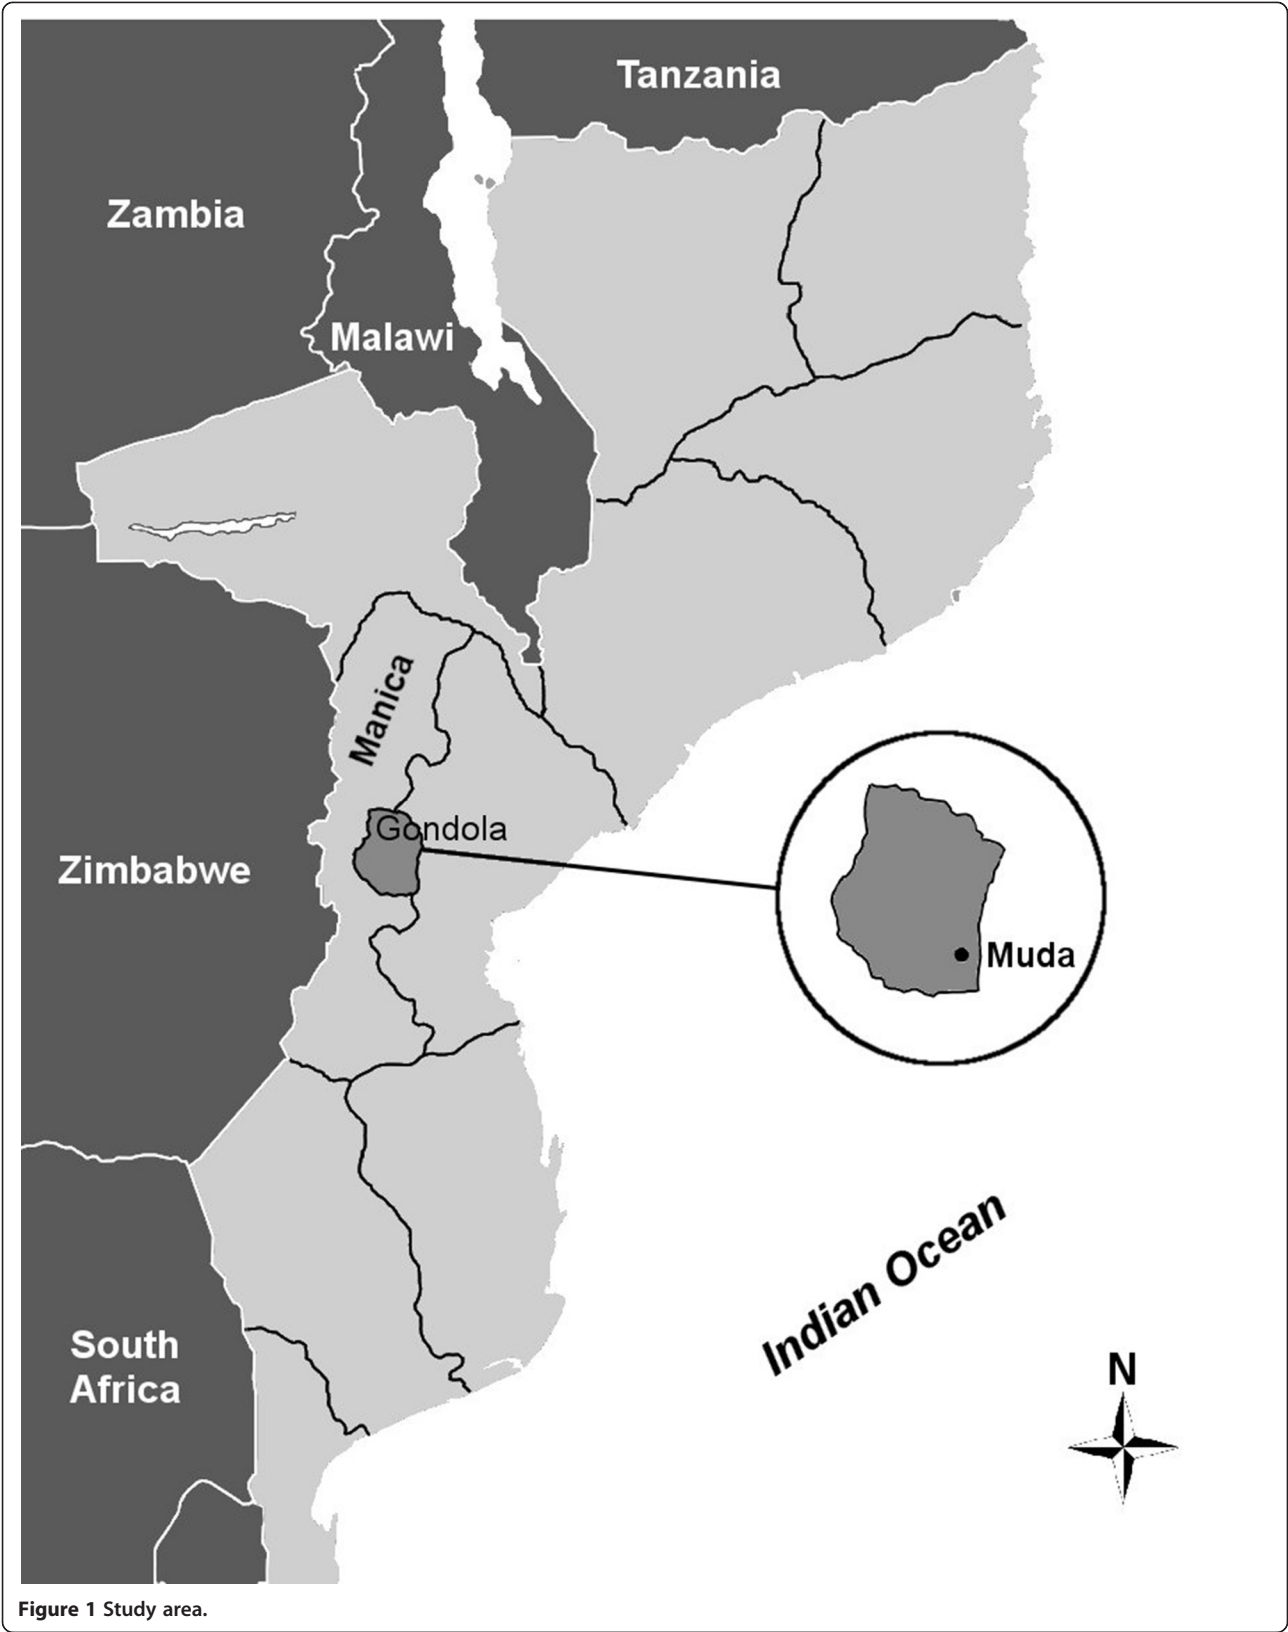 Tanzania
Zambia
Malawi
Manica
Gondola
Zimbabwe
Muda
Indian Ocean
South
Africa
N
Figure 1 Study area.